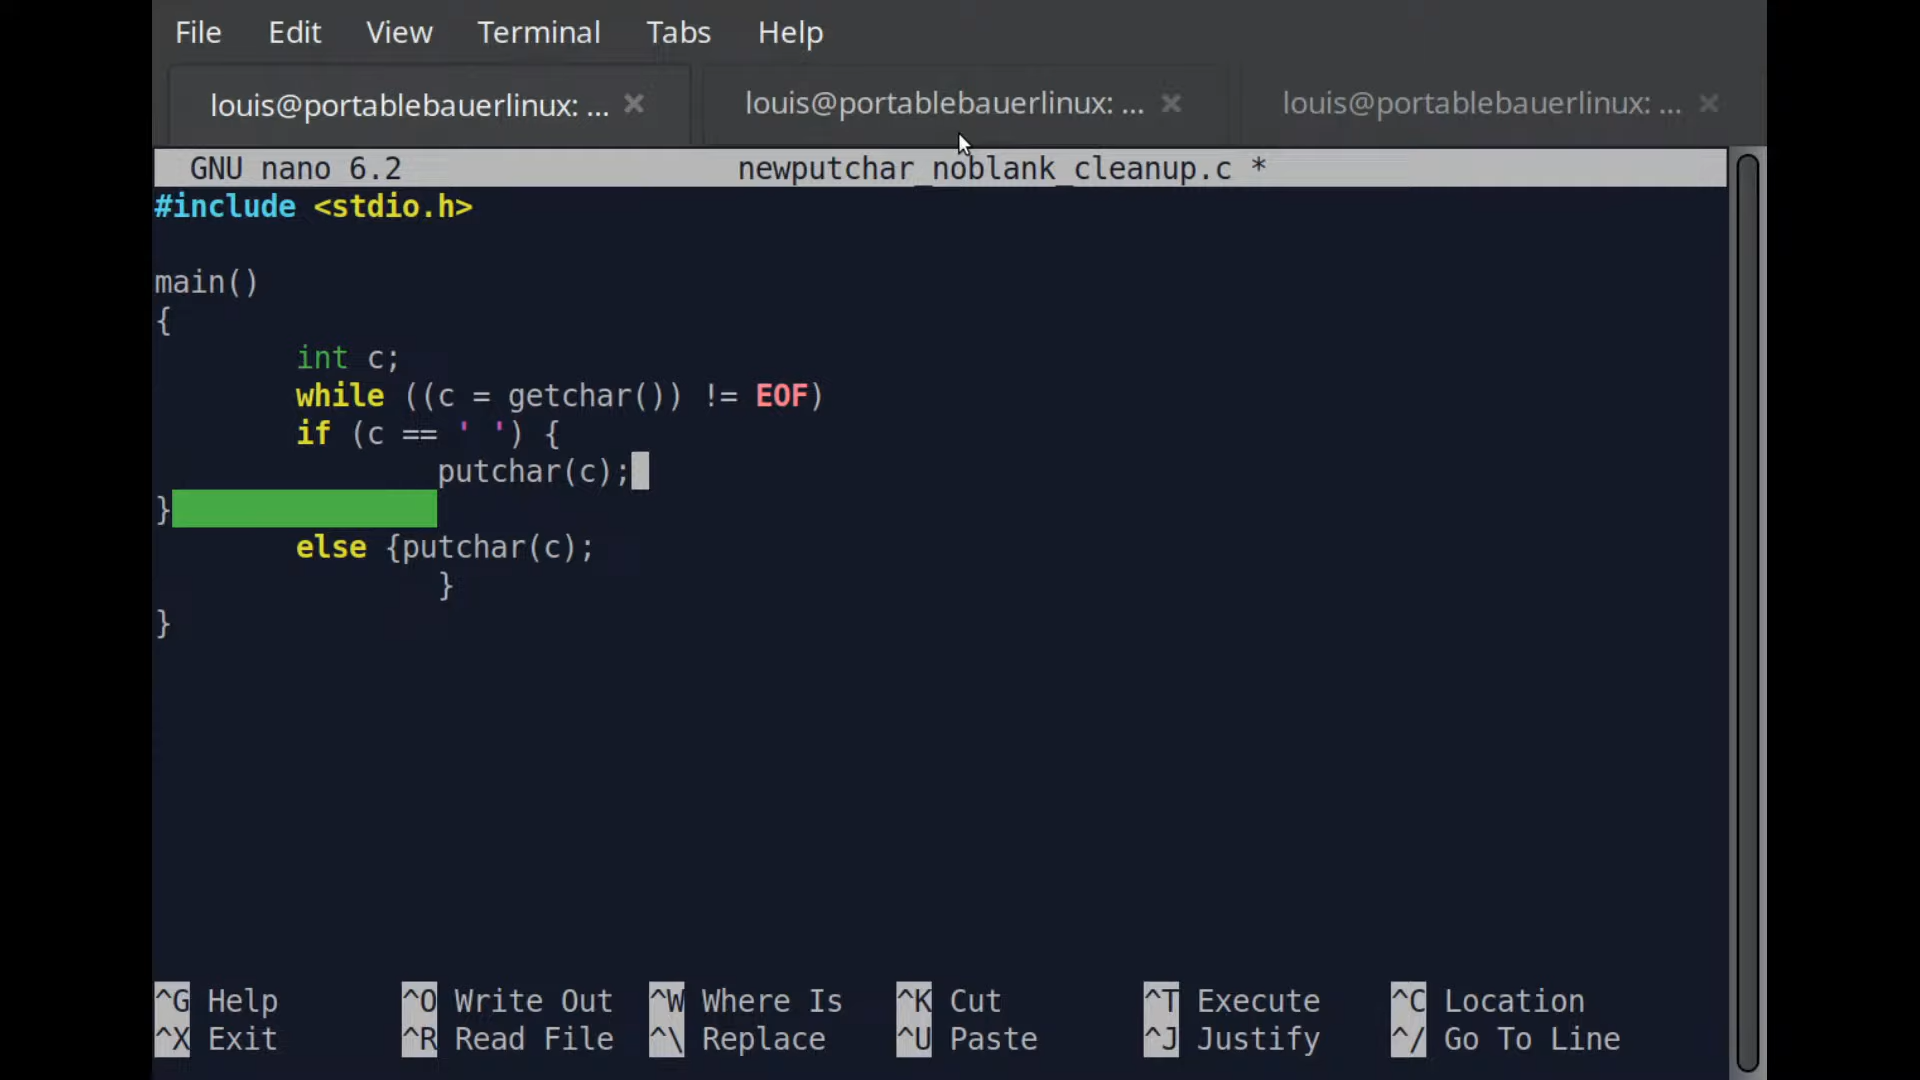 File Edit View Terminal Tabs Help
louis@portablebauerlinux: ... × louis@portablebauerlinux: ... × louis@portablebauerlinux: ... ×
GNU nano 6.2 newputchar_noblank_cleanup.c *
#include <stdio.h>
main()
{
int c;
while ((c = getchar()) != EOF)
if (c == ' ') {
putchar(c);
}
else {putchar(c);
}
}
^G Help ^O Write Out ^W Where Is ^K Cut ^T Execute ^C Location
^X Exit ^R Read File ^\ Replace ^U Paste ^J Justify ^/ Go To Line